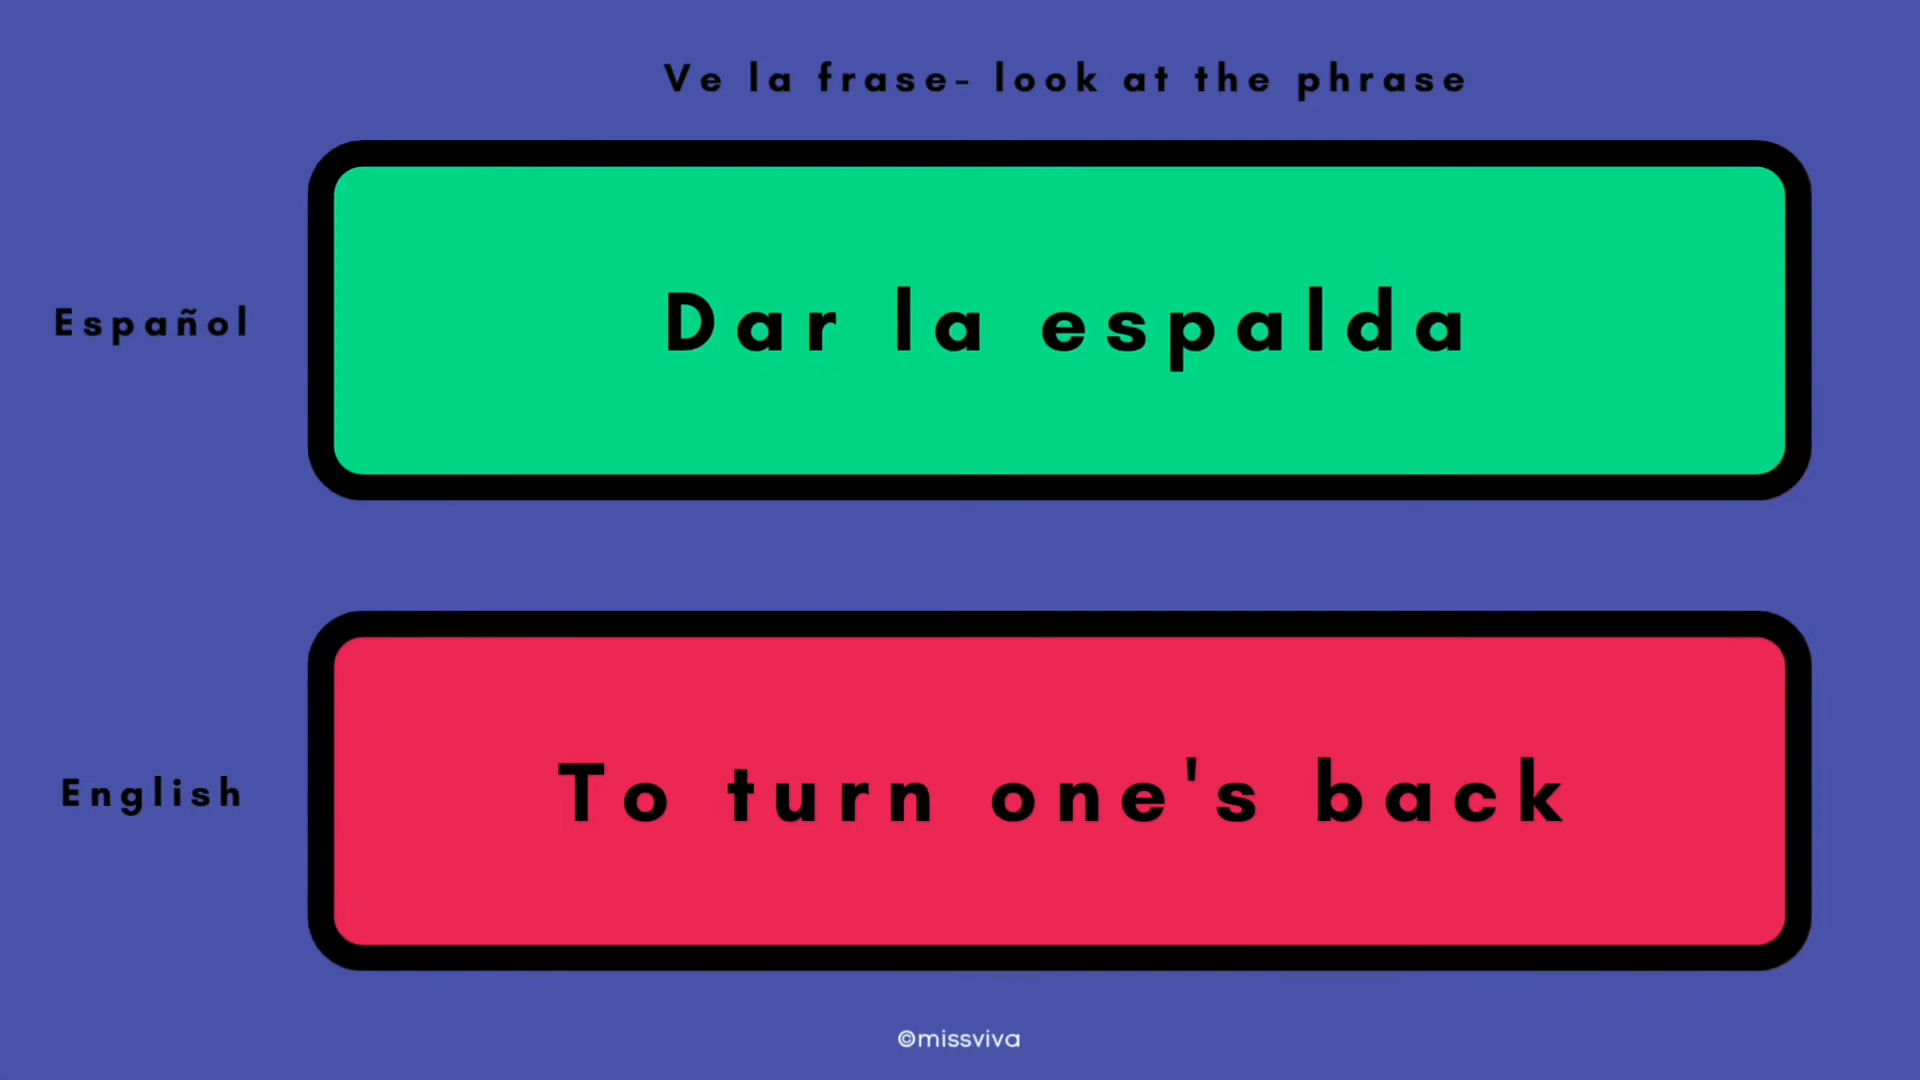 Ve la frase- look at the phrase
Español
Dar la espalda
English
To turn one's back
©missviva